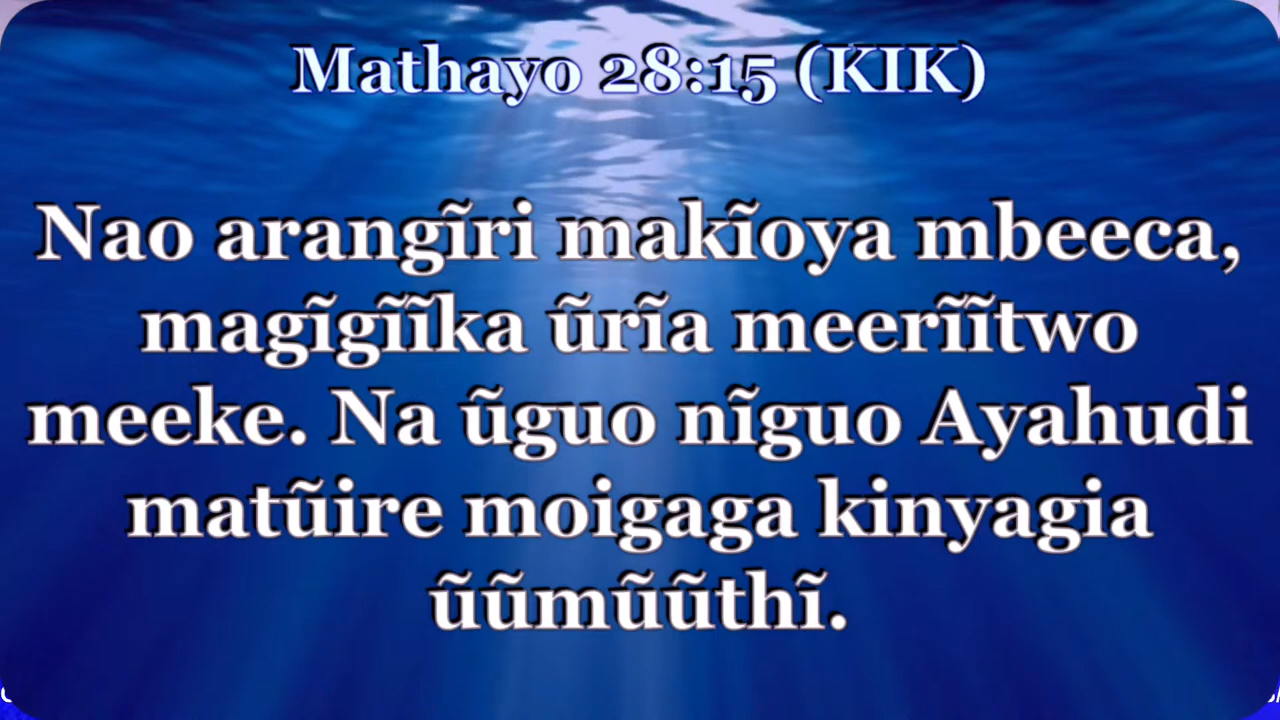 Mathayo 28:15 (KIK)
Nao arangĩri makĩoya mbeeca,
magĩgĩĩka ũrĩa meerĩĩtwo
meeke. Na ũguo nĩguo Ayahudi
matũire moigaga kinyagia
ũũmũũthĩ.